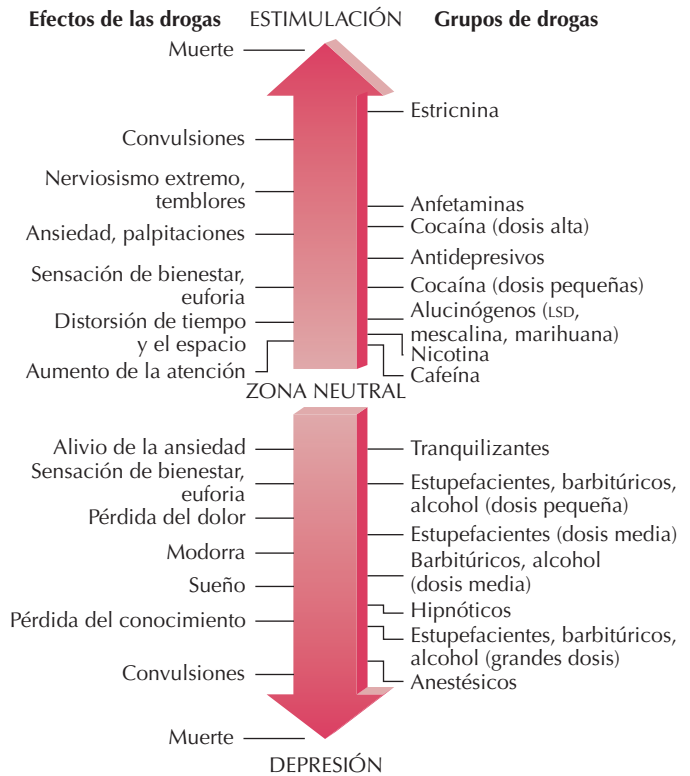 Efectos de las drogas
ESTIMULACIÓN
Grupos de drogas
Muerte
Convulsiones
Nerviosismo extremo,
temblores
Ansiedad, palpitaciones
Sensación de bienestar,
euforia
Distorsión de tiempo
y el espacio
Aumento de la atención
Estricnina
Anfetaminas
Cocaína (dosis alta)
Antidepresivos
Cocaína (dosis pequeñas)
Alucinógenos (LSD,
mescalina, marihuana)
Nicotina
Cafeína
ZONA NEUTRAL
Alivio de la ansiedad
Sensación de bienestar,
euforia
Pérdida del dolor
Modorra
Sueño
Pérdida del conocimiento
Convulsiones
Muerte
Tranquilizantes
Estupefacientes, barbitúricos,
alcohol (dosis pequeña)
Estupefacientes (dosis media)
Barbitúricos, alcohol
(dosis media)
Hipnóticos
Estupefacientes, barbitúricos,
alcohol (grandes dosis)
Anestésicos
DEPRESIÓN